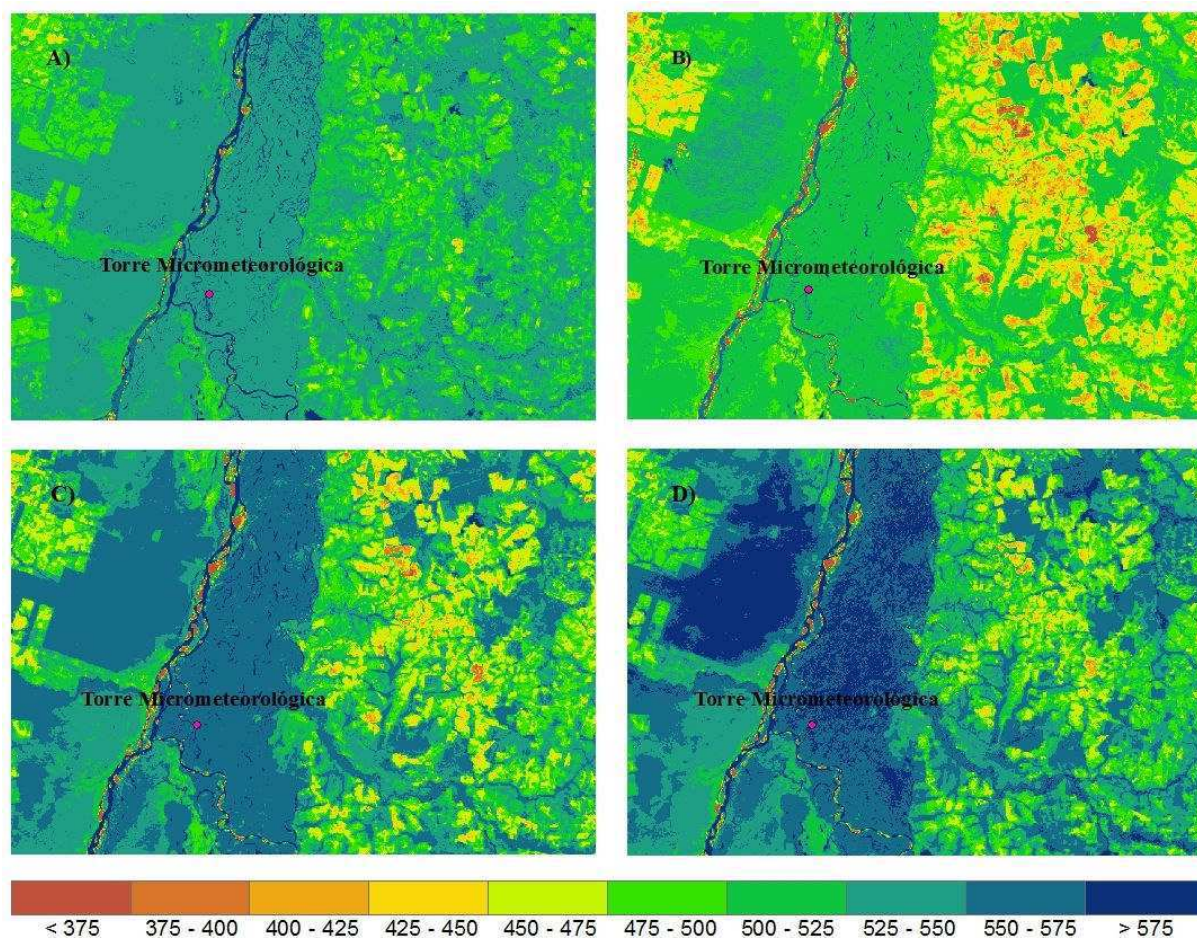 A)
B)
Torre Micrometeorológica
Torre Micrometeorológica
C)
D)
Torre Micrometeorológica
Torre Micrometeorológica
< 375 375 - 400 400 - 425 425 - 450 450 - 475 475 - 500 500 - 525 525 - 550 550 - 575 > 575